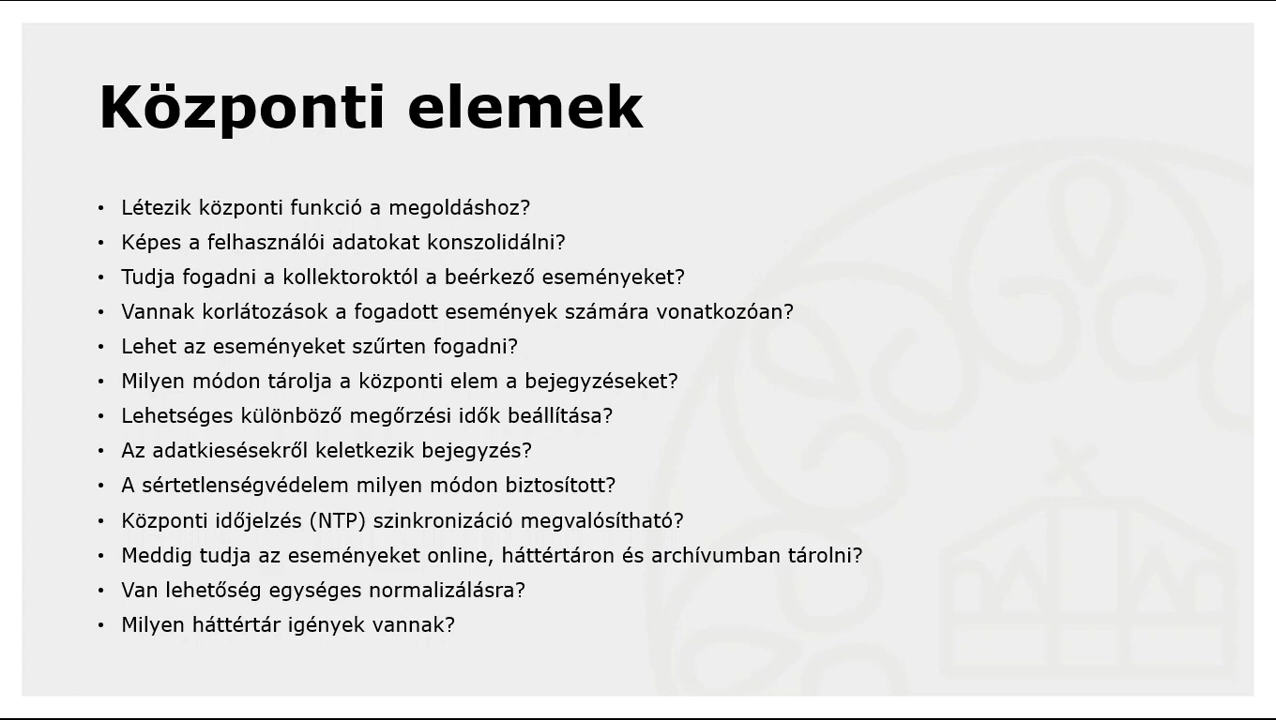 Központi elemek
• Létezik központi funkció a megoldáshoz?
• Képes a felhasználói adatokat konszolidálni?
• Tudja fogadni a kollektoroktól a beérkező eseményeket?
• Vannak korlátozások a fogadott események számára vonatkozóan?
• Lehet az eseményeket szűrten fogadni?
• Milyen módon tárolja a központi elem a bejegyzéseket?
• Lehetséges különböző megőrzési idők beállítása?
• Az adatkiesésekről keletkezik bejegyzés?
• A sértetlenségvédelem milyen módon biztosított?
• Központi időjelzés (NTP) szinkronizáció megvalósítható?
• Meddig tudja az eseményeket online, háttértáron és archívumban tárolni?
• Van lehetőség egységes normalizálásra?
• Milyen háttértár igények vannak?